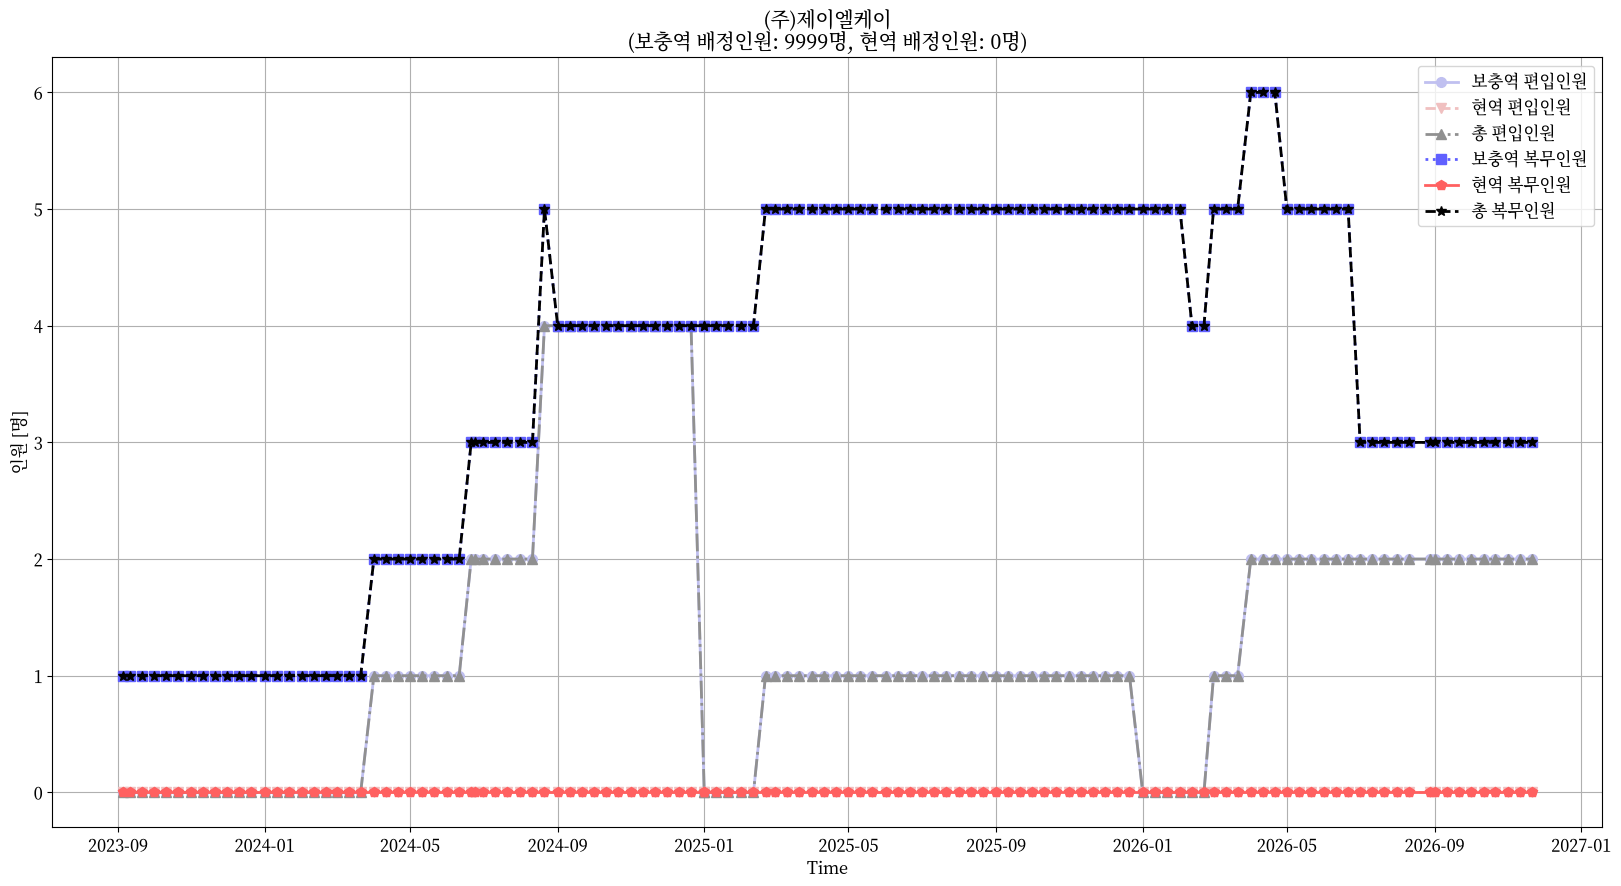 (주)제이엘케이
(보충역 배정인원: 9999명, 현역 배정인원: 0명)
보충역 편입인원
현역 편입인원
총 편입인원
보충역 복무인원
현역 복무인원
총 복무인원
인원 [명]
6
5
4
3
2
1
0
2023-09 2024-01 2024-05 2024-09 2025-01 2025-05 2025-09 2026-01 2026-05 2026-09 2027-01
Time